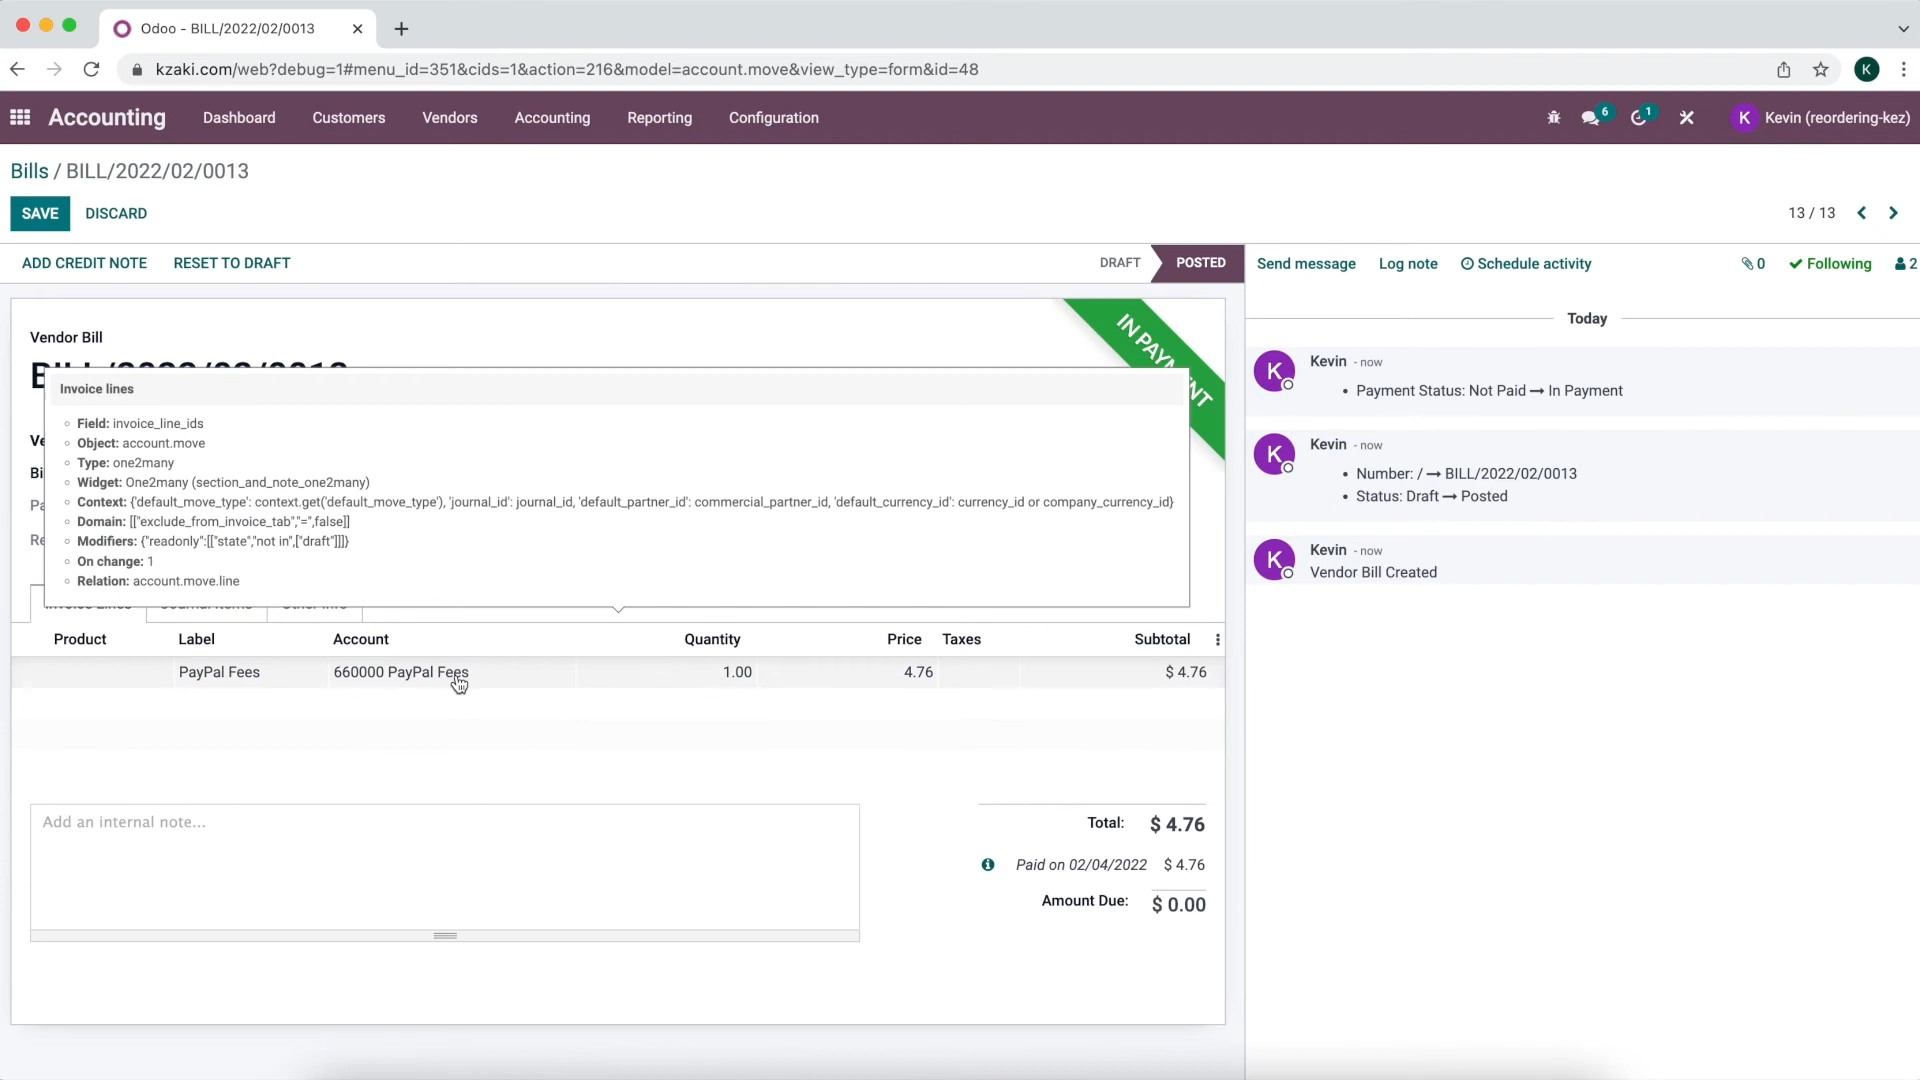 Odoo - BILL/2022/02/0013
kzaki.com/web?debug=1#menu_id=351&cids=1&action=216&model=account.move&view_type=form&id=48
K
Accounting Dashboard Customers Vendors Accounting Reporting Configuration 6 1 K Kevin (reordering-kez)
Bills / BILL/2022/02/0013
SAVE DISCARD 13 / 13
ADD CREDIT NOTE RESET TO DRAFT DRAFT POSTED Send message Log note Schedule activity 0 Following 2
Today
Vendor Bill
IN PAYMENT
Invoice lines
Field: invoice_line_ids
Object: account.move
Type: one2many
Widget: One2many (section_and_note_one2many)
Context: {'default_move_type': context.get('default_move_type'), 'journal_id': journal_id, 'default_partner_id': commercial_partner_id, 'default_currency_id': currency_id or company_currency_id}
Domain: [["exclude_from_invoice_tab","=",false]]
Modifiers: {"readonly":[["state","not in",["draft"]]]}
On change: 1
Relation: account.move.line
Product Label Account Quantity Price Taxes Subtotal
PayPal Fees 660000 PayPal Fees 1.00 4.76 $ 4.76
Add an internal note...
Total: $ 4.76
Paid on 02/04/2022 $ 4.76
Amount Due: $ 0.00
K Kevin - now
• Payment Status: Not Paid → In Payment
K Kevin - now
• Number: / → BILL/2022/02/0013
• Status: Draft → Posted
K Kevin - now
Vendor Bill Created